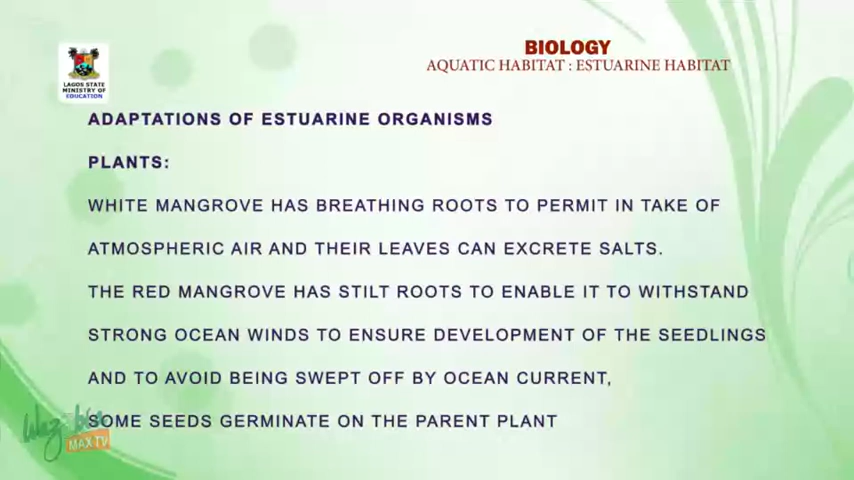 BIOLOGY
AQUATIC HABITAT : ESTUARINE HABITAT
LAGOS STATE
MINISTRY OF
EDUCATION
ADAPTATIONS OF ESTUARINE ORGANISMS
PLANTS:
WHITE MANGROVE HAS BREATHING ROOTS TO PERMIT IN TAKE OF
ATMOSPHERIC AIR AND THEIR LEAVES CAN EXCRETE SALTS.
THE RED MANGROVE HAS STILT ROOTS TO ENABLE IT TO WITHSTAND
STRONG OCEAN WINDS TO ENSURE DEVELOPMENT OF THE SEEDLINGS
AND TO AVOID BEING SWEPT OFF BY OCEAN CURRENT,
SOME SEEDS GERMINATE ON THE PARENT PLANT
MAX TV